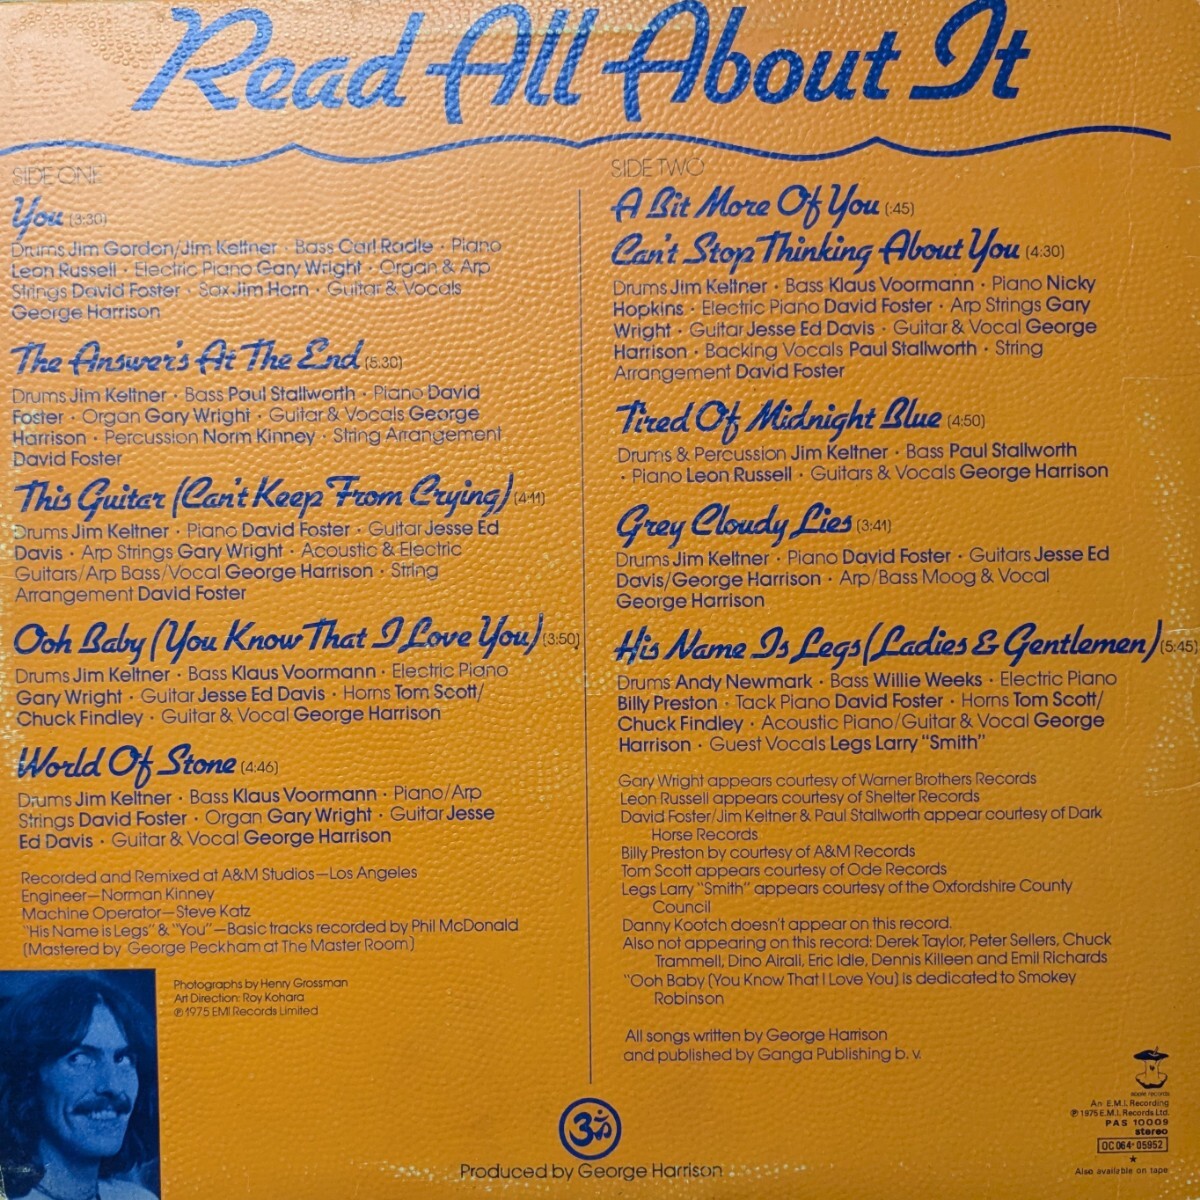 Read All About It
SIDE ONE
You (3:30)
Drums Jim Gordon/Jim Keltner · Bass Carl Radle · Piano
Leon Russell · Electric Piano Gary Wright · Organ & Arp
Strings David Foster · Sax Jim Horn · Guitar & Vocals
George Harrison
The Answer's At The End (5:30)
Drums Jim Keltner · Bass Paul Stallworth · Piano David
Foster · Organ Gary Wright · Guitar & Vocals George
Harrison · Percussion Norm Kinney · String Arrangement
David Foster
This Guitar (Can't Keep From Crying) (4:11)
Drums Jim Keltner · Piano David Foster · Guitar Jesse Ed
Davis · Arp Strings Gary Wright · Acoustic & Electric
Guitars/Arp Bass/Vocal George Harrison · String
Arrangement David Foster
Ooh Baby (You Know That I Love You) (3:50)
Drums Jim Keltner · Bass Klaus Voormann · Electric Piano
Gary Wright · Guitar Jesse Ed Davis · Horns Tom Scott/
Chuck Findley · Guitar & Vocal George Harrison
World Of Stone (4:46)
Drums Jim Keltner · Bass Klaus Voormann · Piano/Arp
Strings David Foster · Organ Gary Wright · Guitar Jesse
Ed Davis · Guitar & Vocal George Harrison
Recorded and Remixed at A&M Studios—Los Angeles
Engineer—Norman Kinney
Machine Operator—Steve Katz
"His Name is Legs" & "You"—Basic tracks recorded by Phil McDonald
(Mastered by George Peckham at The Master Room)
Photographs by Henry Grossman
Art Direction: Roy Kohara
℗ 1975 EMI Records Limited
SIDE TWO
A Bit More Of You (:45)
Can't Stop Thinking About You (4:30)
Drums Jim Keltner · Bass Klaus Voormann · Piano Nicky
Hopkins · Electric Piano David Foster · Arp Strings Gary
Wright · Guitar Jesse Ed Davis · Guitar & Vocal George
Harrison · Backing Vocals Paul Stallworth · String
Arrangement David Foster
Tired Of Midnight Blue (4:50)
Drums & Percussion Jim Keltner · Bass Paul Stallworth
· Piano Leon Russell · Guitars & Vocals George Harrison
Grey Cloudy Lies (3:41)
Drums Jim Keltner · Piano David Foster · Guitars Jesse Ed
Davis/George Harrison · Arp/Bass Moog & Vocal
George Harrison
His Name Is Legs (Ladies & Gentlemen) (5:45)
Drums Andy Newmark · Bass Willie Weeks · Electric Piano
Billy Preston · Tack Piano David Foster · Horns Tom Scott/
Chuck Findley · Acoustic Piano/Guitar & Vocal George
Harrison · Guest Vocals Legs Larry "Smith"
Gary Wright appears courtesy of Warner Brothers Records
Leon Russell appears courtesy of Shelter Records
David Foster/Jim Keltner & Paul Stallworth appear courtesy of Dark
Horse Records
Billy Preston by courtesy of A&M Records
Tom Scott appears courtesy of Ode Records
Legs Larry "Smith" appears courtesy of the Oxfordshire County
Council
Danny Kootch doesn't appear on this record.
Also not appearing on this record: Derek Taylor, Peter Sellers, Chuck
Trammell, Dino Airali, Eric Idle, Dennis Killeen and Emil Richards
"Ooh Baby (You Know That I Love You) is dedicated to Smokey
Robinson
All songs written by George Harrison
and published by Ganga Publishing b. v.
ॐ
Produced by George Harrison
apple records
An E.M.I. Recording
℗ 1975 E.M.I. Records Ltd.
PAS 10009
stereo
OC 064· 05952
★
Also available on tape